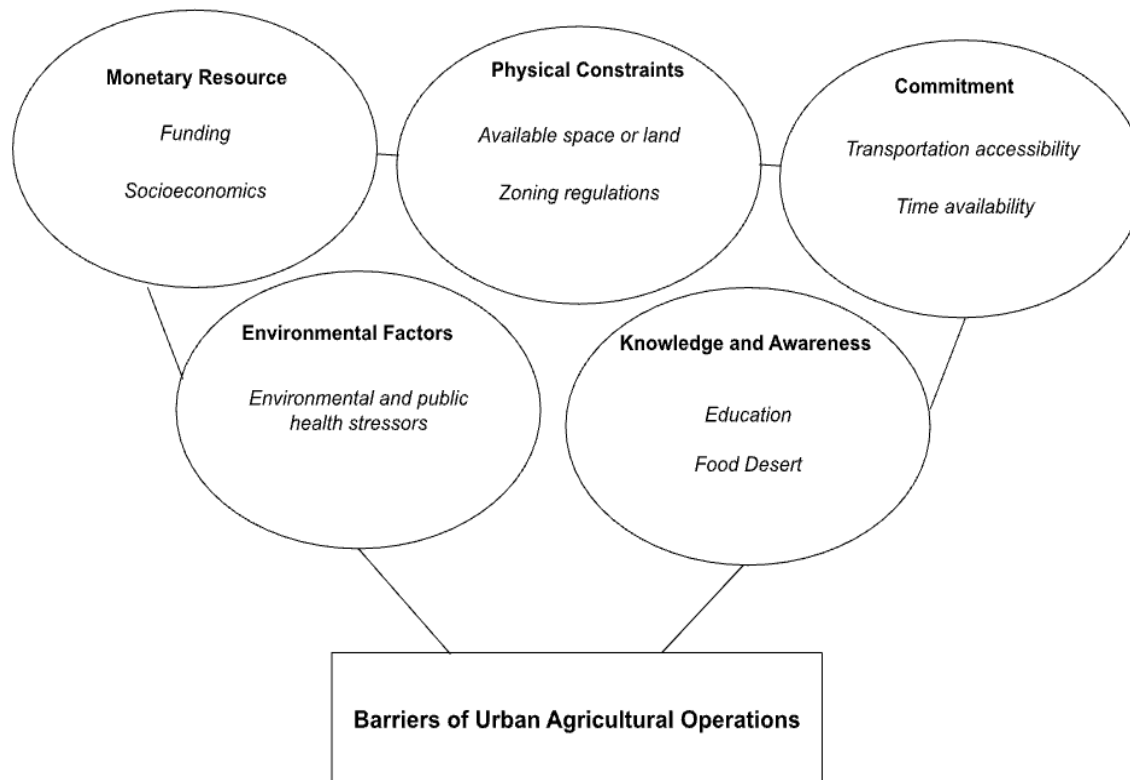 Monetary Resource
Funding
Socioeconomics
Physical Constraints
Available space or land
Zoning regulations
Commitment
Transportation accessibility
Time availability
Environmental Factors
Environmental and public
health stressors
Knowledge and Awareness
Education
Food Desert
Barriers of Urban Agricultural Operations